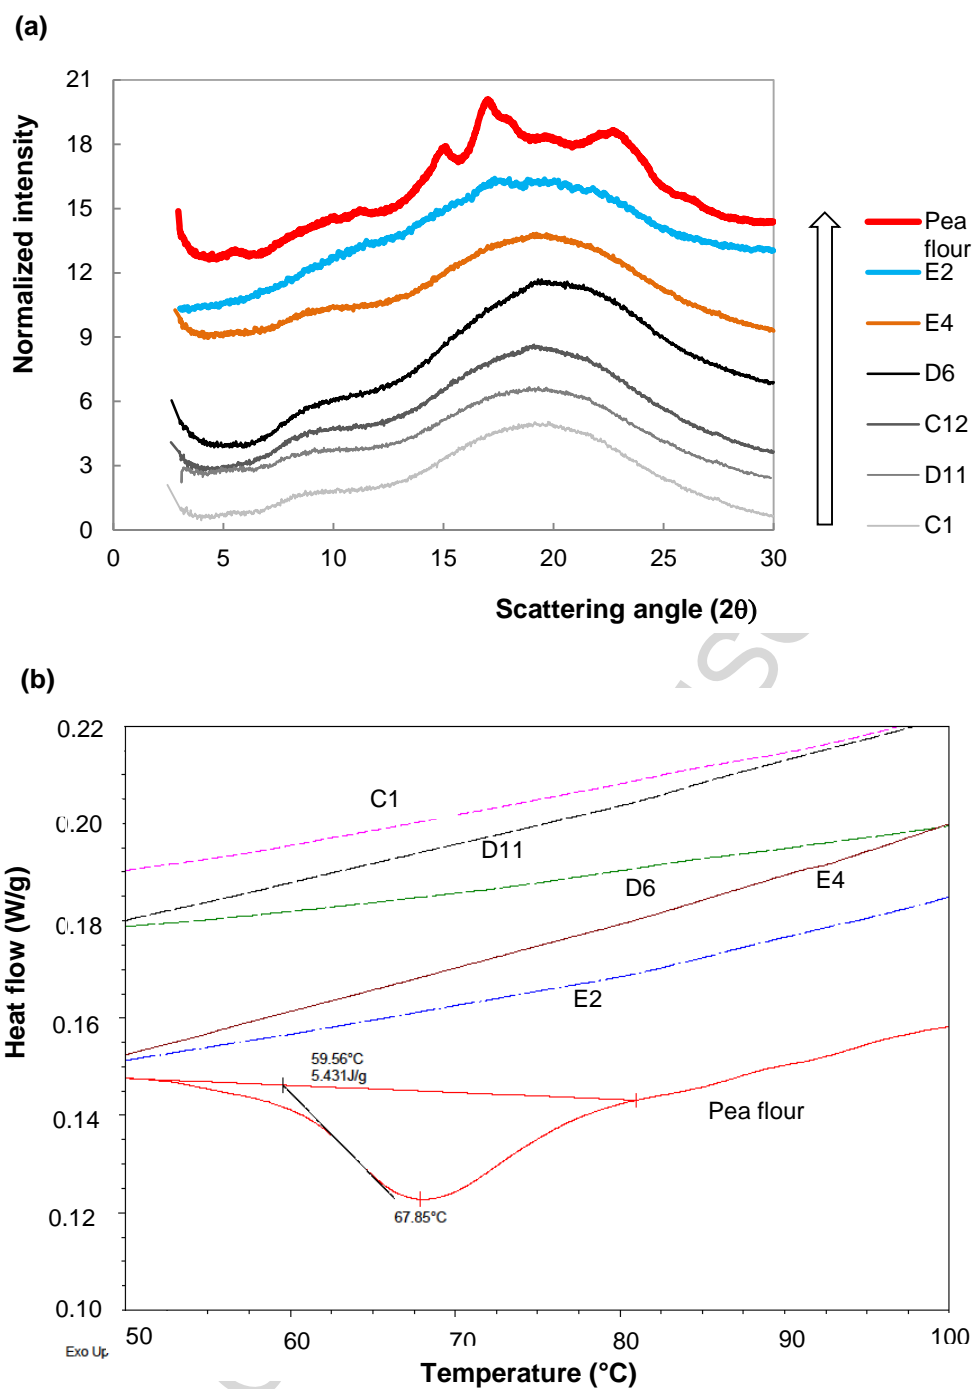 (a)
Normalized intensity
21
18
15
12
9
6
3
0
0 5 10 15 20 25 30
Scattering angle (2θ)
Pea
flour
E2
E4
D6
C12
D11
C1
(b)
Heat flow (W/g)
0.22
0.20
0.18
0.16
0.14
0.12
0.10
C1
D11
D6
E4
E2
59.56°C
5.431J/g
Pea flour
67.85°C
50 60 70 80 90 100
Exo Up
Temperature (°C)